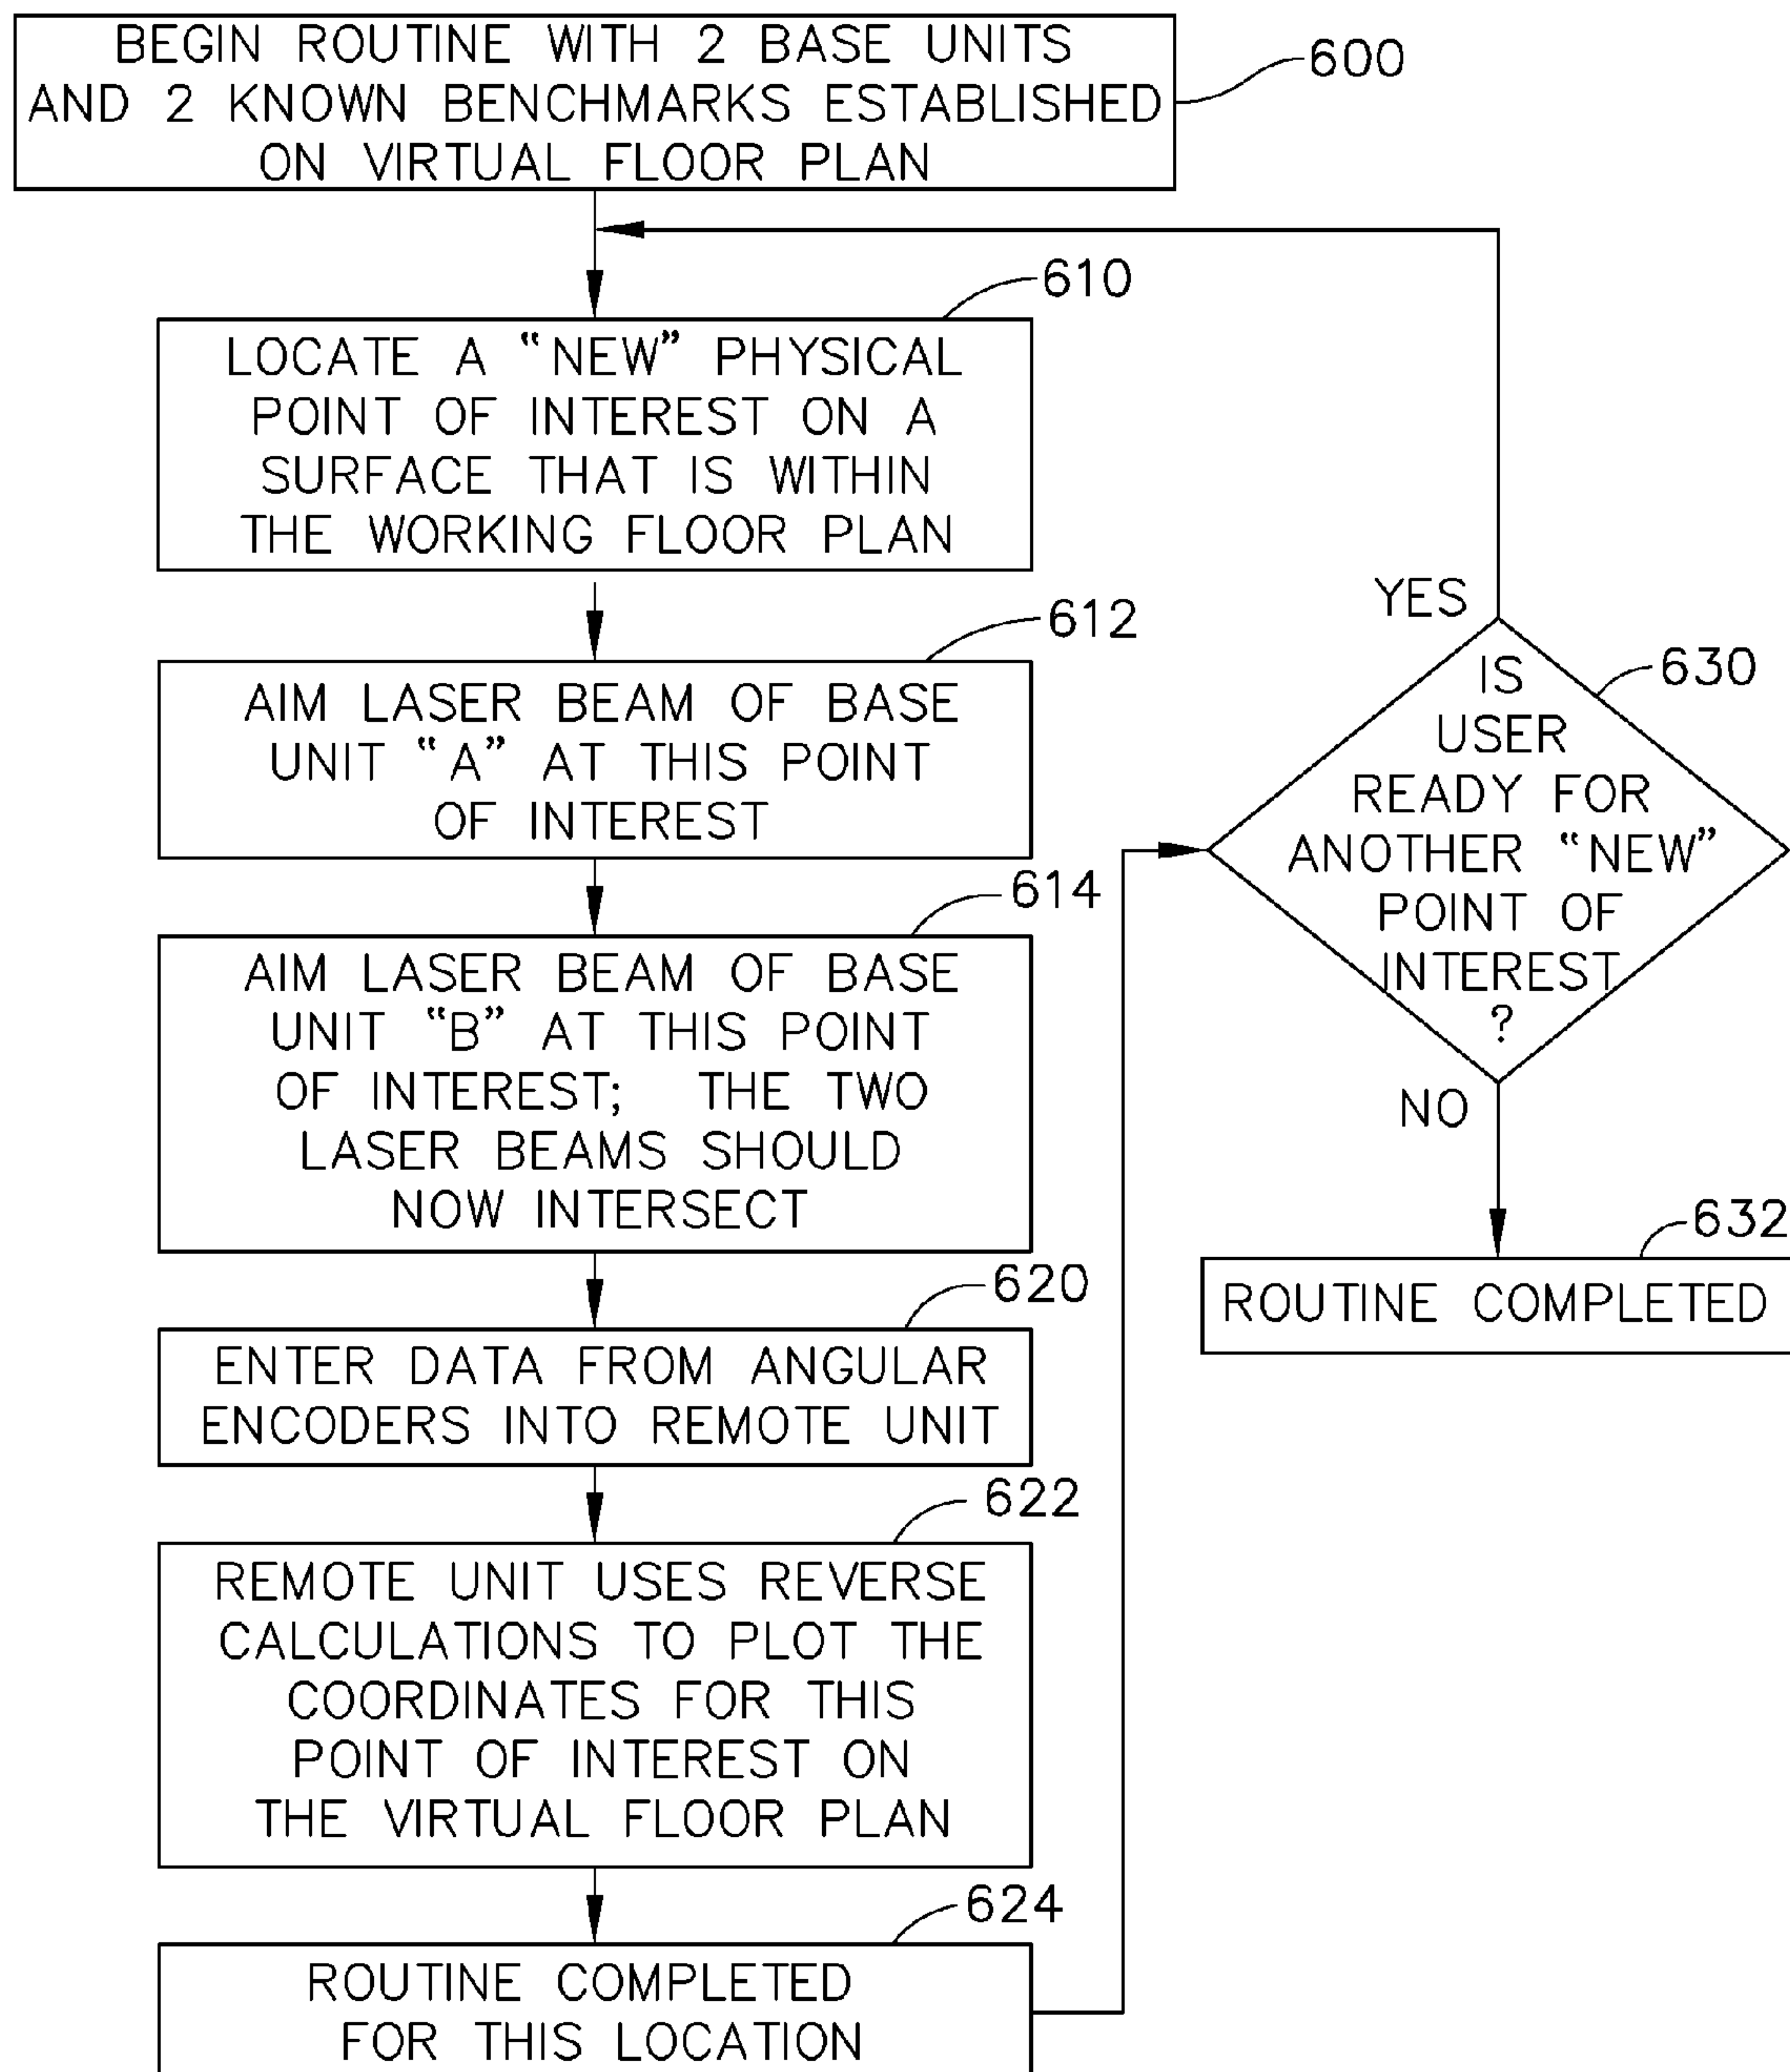 BEGIN ROUTINE WITH 2 BASE UNITS
AND 2 KNOWN BENCHMARKS ESTABLISHED
ON VIRTUAL FLOOR PLAN
600
610
LOCATE A “NEW” PHYSICAL
POINT OF INTEREST ON A
SURFACE THAT IS WITHIN
THE WORKING FLOOR PLAN
612
AIM LASER BEAM OF BASE
UNIT “A” AT THIS POINT
OF INTEREST
614
AIM LASER BEAM OF BASE
UNIT “B” AT THIS POINT
OF INTEREST; THE TWO
LASER BEAMS SHOULD
NOW INTERSECT
620
ENTER DATA FROM ANGULAR
ENCODERS INTO REMOTE UNIT
622
REMOTE UNIT USES REVERSE
CALCULATIONS TO PLOT THE
COORDINATES FOR THIS
POINT OF INTEREST ON
THE VIRTUAL FLOOR PLAN
624
ROUTINE COMPLETED
FOR THIS LOCATION
YES
630
IS
USER
READY FOR
ANOTHER “NEW”
POINT OF
INTEREST
?
NO
632
ROUTINE COMPLETED